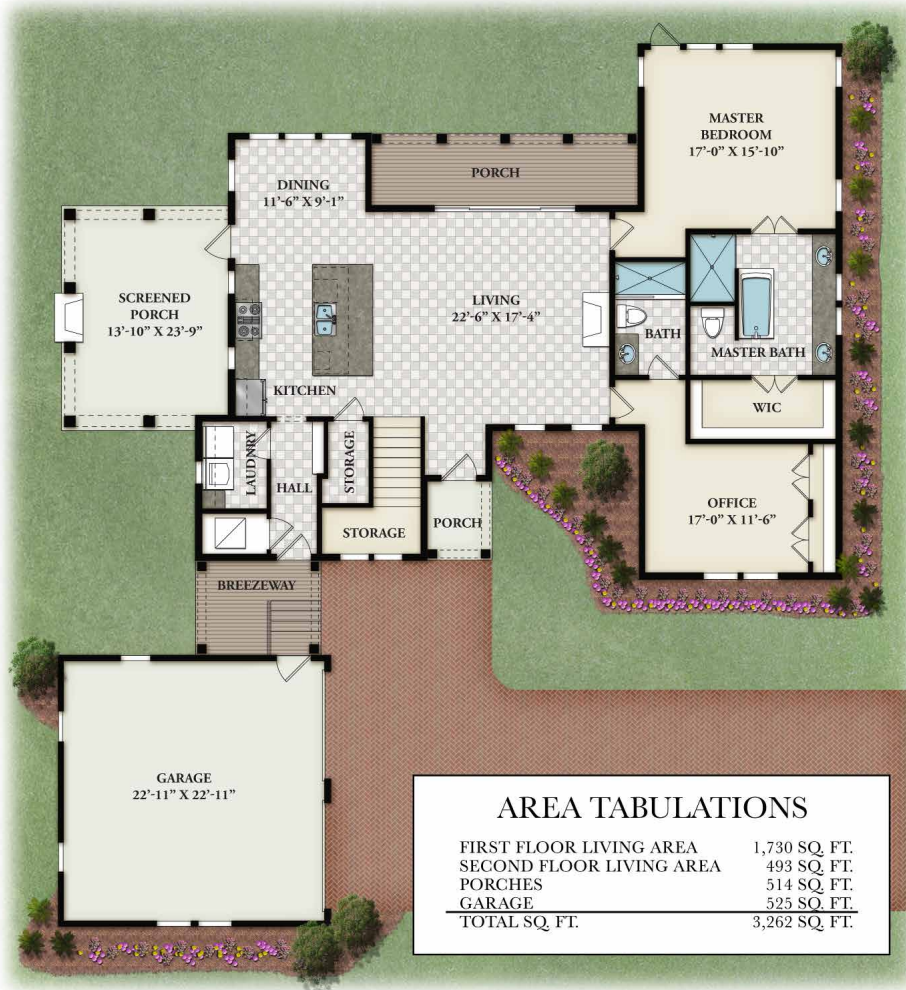 MASTER
BEDROOM
17'-0" X 15'-10"
PORCH
DINING
11'-6" X 9'-1"
SCREENED
PORCH
13'-10" X 23'-9"
LIVING
22'-6" X 17'-4"
BATH
MASTER BATH
KITCHEN
WIC
LAUDNRY
HALL
STORAGE
STORAGE
PORCH
OFFICE
17'-0" X 11'-6"
BREEZEWAY
GARAGE
22'-11" X 22'-11"
AREA TABULATIONS
FIRST FLOOR LIVING AREA 1,730 SQ. FT.
SECOND FLOOR LIVING AREA 493 SQ. FT.
PORCHES 514 SQ. FT.
GARAGE 525 SQ. FT.
TOTAL SQ. FT. 3,262 SQ. FT.